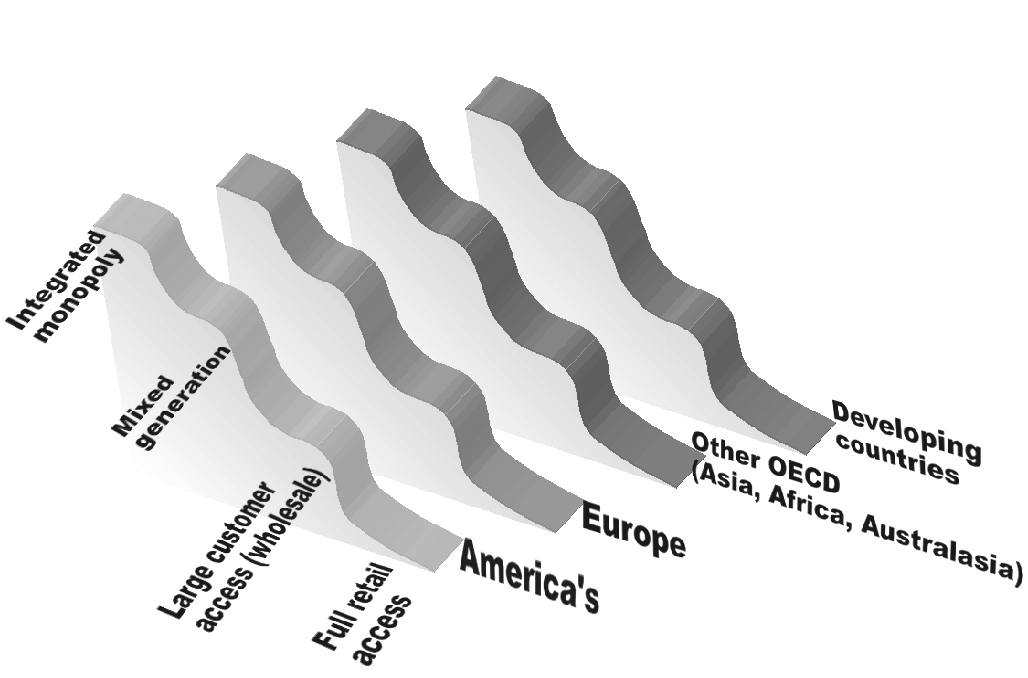 Integrated
monopoly
Mixed
generation
Large customer
access (wholesale)
Full retail
access
America's
Europe
Other OECD
(Asia, Africa, Australasia)
Developing
countries